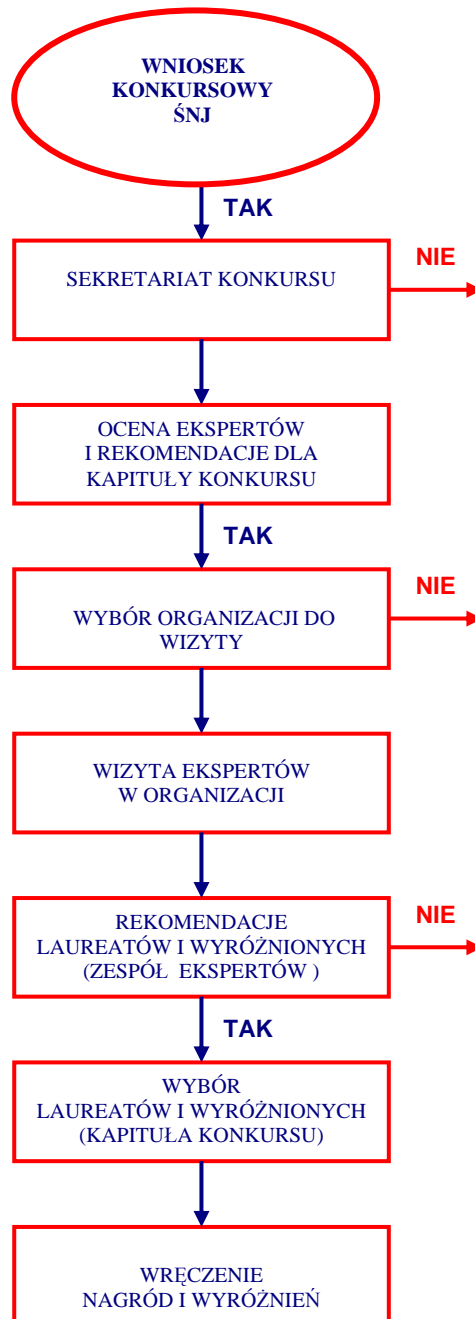 WNIOSEK
KONKURSOWY
ŚNJ
TAK
SEKRETARIAT KONKURSU
NIE
OCENA EKSPERTÓW
I REKOMENDACJE DLA
KAPITUŁY KONKURSU
TAK
NIE
WYBÓR ORGANIZACJI DO
WIZYTY
WIZYTA EKSPERTÓW
W ORGANIZACJI
REKOMENDACJE
LAUREATÓW I WYRÓŻNIONYCH
(ZESPÓŁ EKSPERTÓW )
NIE
TAK
WYBÓR
LAUREATÓW I WYRÓŻNIONYCH
(KAPITUŁA KONKURSU)
WRĘCZENIE
NAGRÓD I WYRÓŻNIEŃ